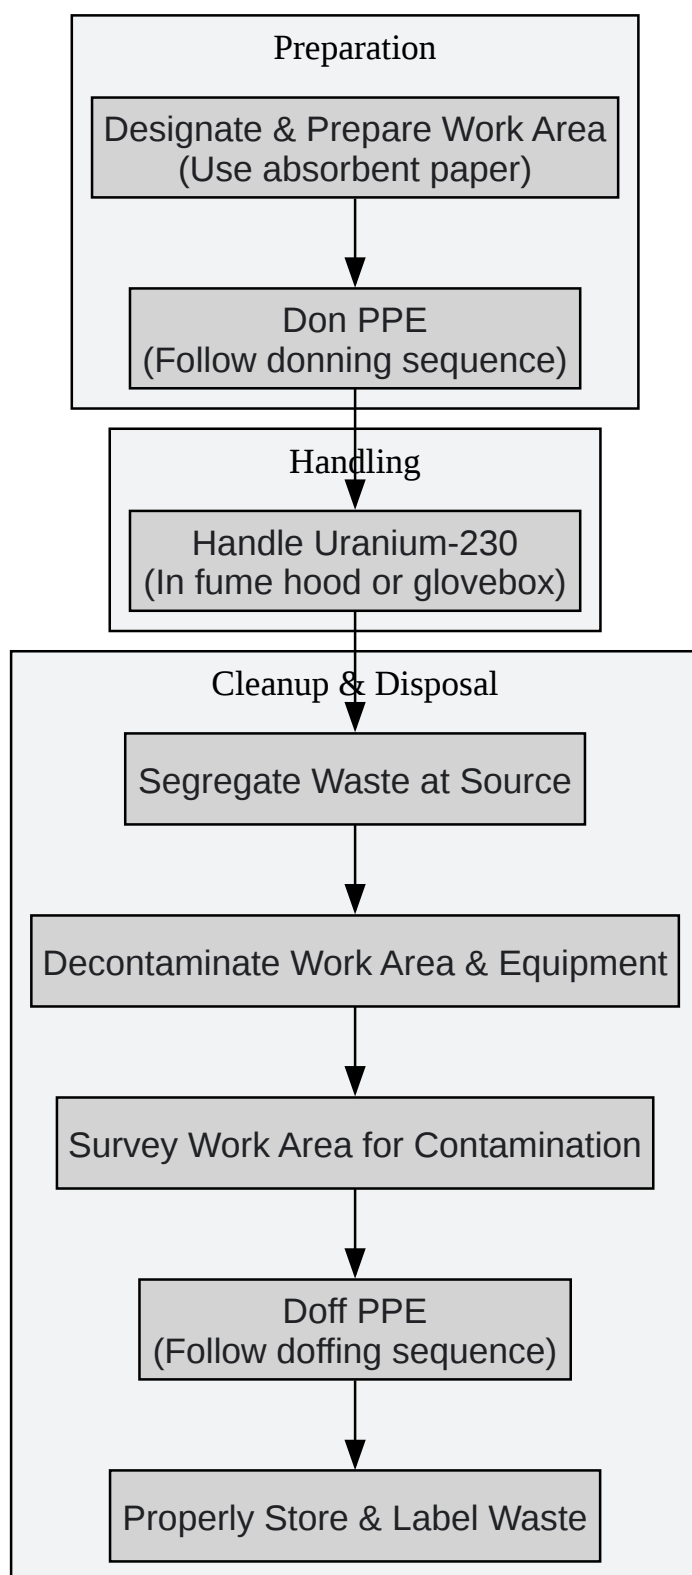 Preparation
Designate & Prepare Work Area
(Use absorbent paper)
Don PPE
(Follow donning sequence)
Handling
Handle Uranium-230
(In fume hood or glovebox)
Cleanup & Disposal
Segregate Waste at Source
Decontaminate Work Area & Equipment
Survey Work Area for Contamination
Doff PPE
(Follow doffing sequence)
Properly Store & Label Waste